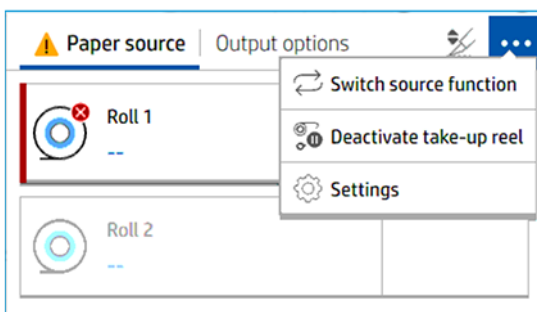 Paper source
Output options
Switch source function
Roll 1
--
Deactivate take-up reel
Settings
Roll 2
--